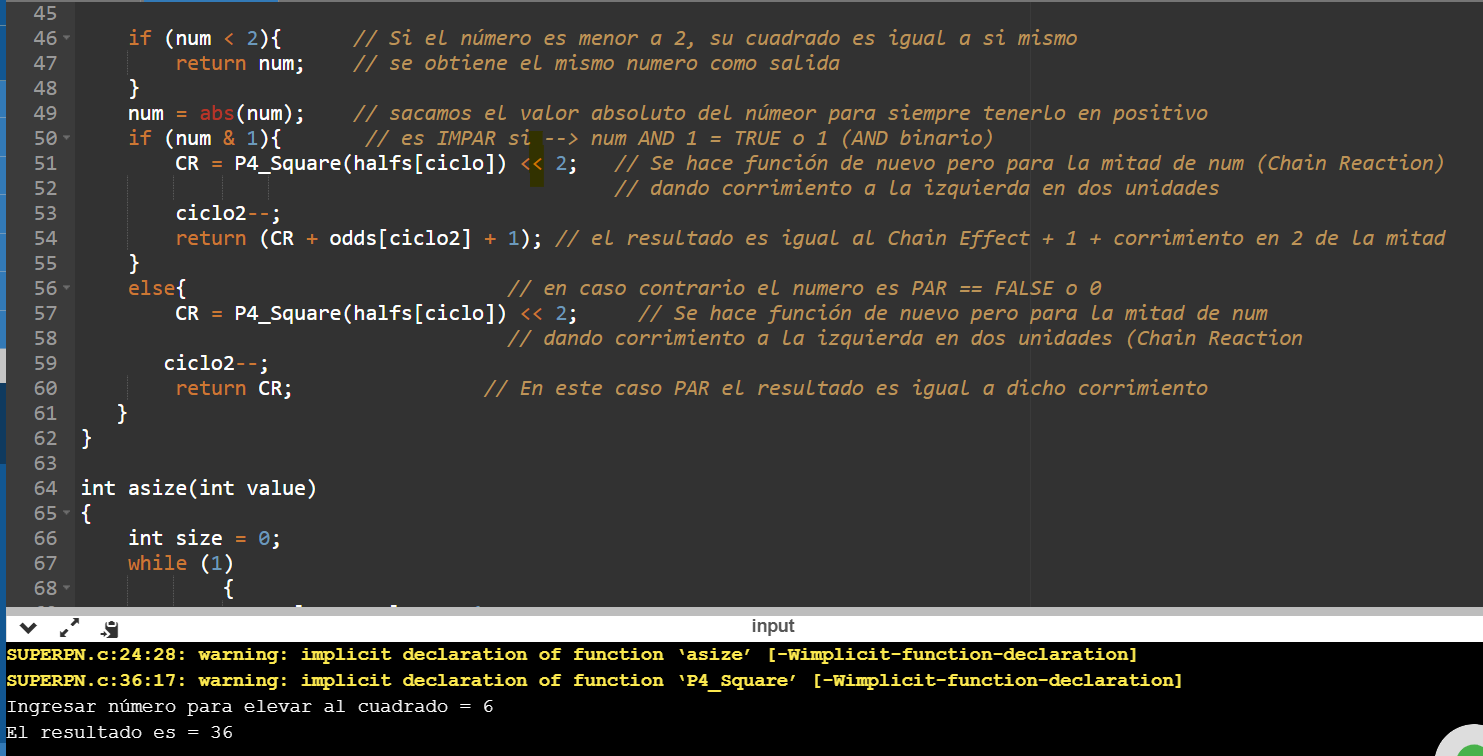 45
46 if (num < 2){ // Si el número es menor a 2, su cuadrado es igual a si mismo
47 return num; // se obtiene el mismo numero como salida
48 }
49 num = abs(num); // sacamos el valor absoluto del númeor para siempre tenerlo en positivo
50 if (num & 1){ // es IMPAR si --> num AND 1 = TRUE o 1 (AND binario)
51 CR = P4_Square(halfs[ciclo]) << 2; // Se hace función de nuevo pero para la mitad de num (Chain Reaction)
52 // dando corrimiento a la izquierda en dos unidades
53 ciclo2--;
54 return (CR + odds[ciclo2] + 1); // el resultado es igual al Chain Effect + 1 + corrimiento en 2 de la mitad
55 }
56 else{ // en caso contrario el numero es PAR == FALSE o 0
57 CR = P4_Square(halfs[ciclo]) << 2; // Se hace función de nuevo pero para la mitad de num
58 // dando corrimiento a la izquierda en dos unidades (Chain Reaction
59 ciclo2--;
60 return CR; // En este caso PAR el resultado es igual a dicho corrimiento
61 }
62 }
63
64 int asize(int value)
65 {
66 int size = 0;
67 while (1)
68 {
input
SUPERPN.c:24:28: warning: implicit declaration of function ‘asize’ [-Wimplicit-function-declaration]
SUPERPN.c:36:17: warning: implicit declaration of function ‘P4_Square’ [-Wimplicit-function-declaration]
Ingresar número para elevar al cuadrado = 6
El resultado es = 36